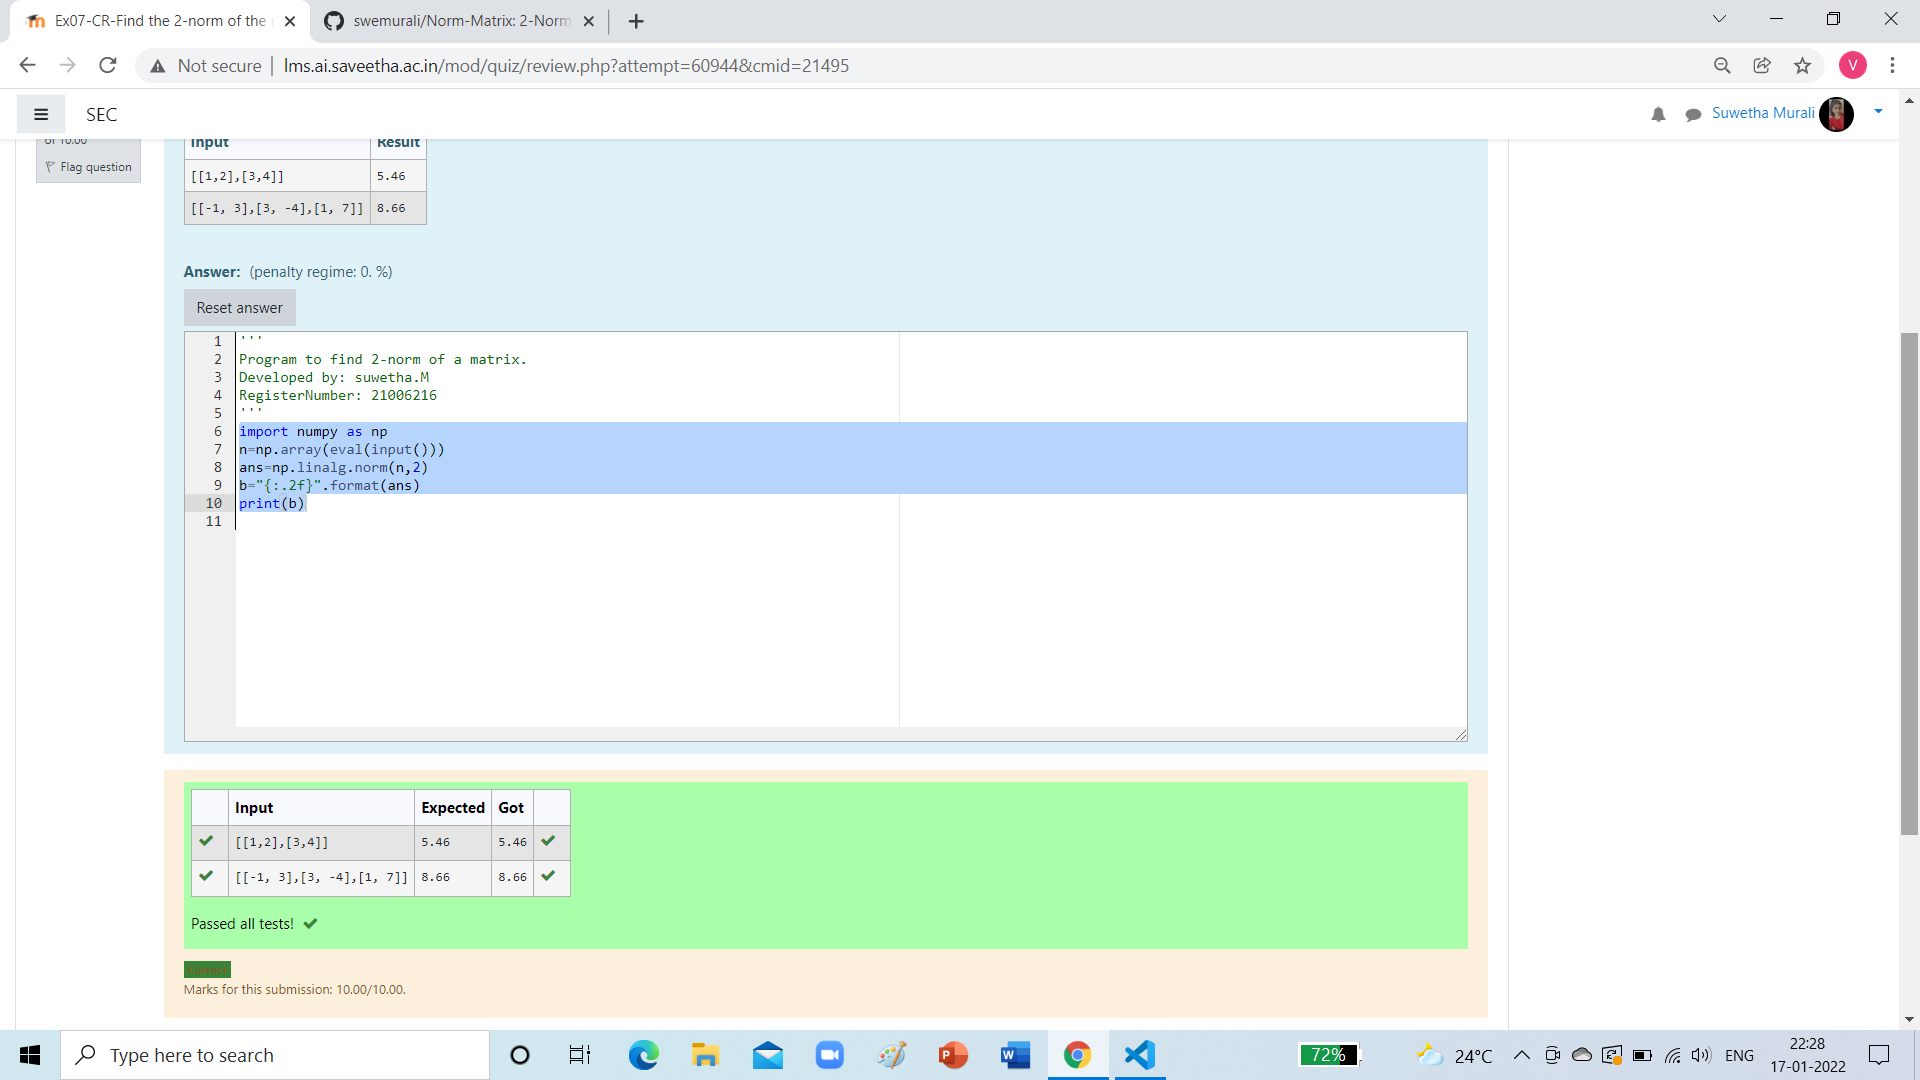 Ex07-CR-Find the 2-norm of the
swemurali/Norm-Matrix: 2-Norm
Not secure | lms.ai.saveetha.ac.in/mod/quiz/review.php?attempt=60944&cmid=21495
V
SEC
Suwetha Murali
of 10.00
Flag question
Input Result
[[1,2],[3,4]] 5.46
[[-1, 3],[3, -4],[1, 7]] 8.66
Answer: (penalty regime: 0. %)
Reset answer
1 '''
2 Program to find 2-norm of a matrix.
3 Developed by: suwetha.M
4 RegisterNumber: 21006216
5 '''
6 import numpy as np
7 n=np.array(eval(input()))
8 ans=np.linalg.norm(n,2)
9 b="{:.2f}".format(ans)
10 print(b)
11
Input Expected Got
[[1,2],[3,4]] 5.46 5.46
[[-1, 3],[3, -4],[1, 7]] 8.66 8.66
Passed all tests!
Correct
Marks for this submission: 10.00/10.00.
Type here to search
72%
24°C
ENG
22:28
17-01-2022